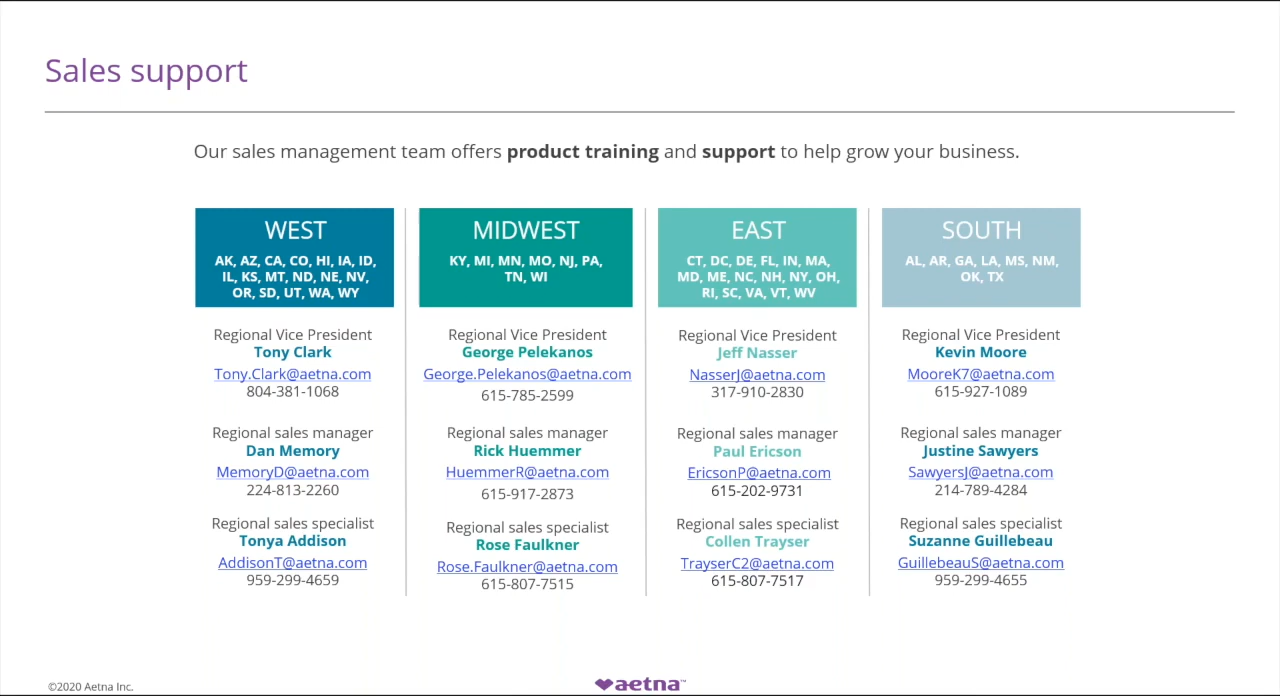 Sales support
Our sales management team offers product training and support to help grow your business.
WEST
AK, AZ, CA, CO, HI, IA, ID,
IL, KS, MT, ND, NE, NV,
OR, SD, UT, WA, WY
Regional Vice President
Tony Clark
Tony.Clark@aetna.com
804-381-1068
Regional sales manager
Dan Memory
MemoryD@aetna.com
224-813-2260
Regional sales specialist
Tonya Addison
AddisonT@aetna.com
959-299-4659
MIDWEST
KY, MI, MN, MO, NJ, PA,
TN, WI
Regional Vice President
George Pelekanos
George.Pelekanos@aetna.com
615-785-2599
Regional sales manager
Rick Huemmer
HuemmerR@aetna.com
615-917-2873
Regional sales specialist
Rose Faulkner
Rose.Faulkner@aetna.com
615-807-7515
EAST
CT, DC, DE, FL, IN, MA,
MD, ME, NC, NH, NY, OH,
RI, SC, VA, VT, WV
Regional Vice President
Jeff Nasser
NasserJ@aetna.com
317-910-2830
Regional sales manager
Paul Ericson
EricsonP@aetna.com
615-202-9731
Regional sales specialist
Collen Trayser
TrayserC2@aetna.com
615-807-7517
SOUTH
AL, AR, GA, LA, MS, NM,
OK, TX
Regional Vice President
Kevin Moore
MooreK7@aetna.com
615-927-1089
Regional sales manager
Justine Sawyers
SawyersJ@aetna.com
214-789-4284
Regional sales specialist
Suzanne Guillebeau
GuillebeauS@aetna.com
959-299-4655
©2020 Aetna Inc.
aetna™